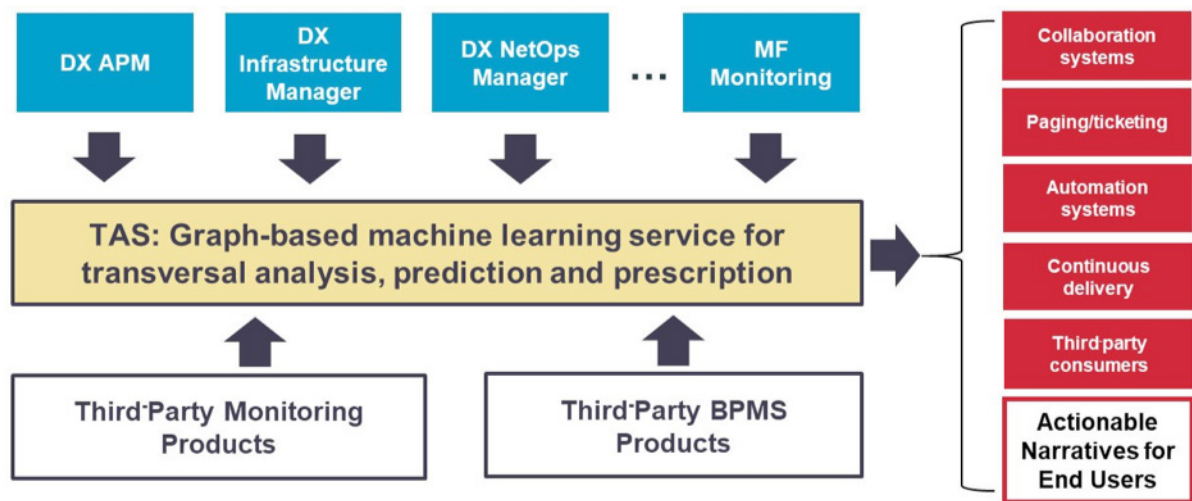 DX APM
DX
Infrastructure
Manager
DX NetOps
Manager
...
MF
Monitoring
TAS: Graph-based machine learning service for
transversal analysis, prediction and prescription
Third-Party Monitoring
Products
Third-Party BPMS
Products
Collaboration
systems
Paging/ticketing
Automation
systems
Continuous
delivery
Third-party
consumers
Actionable
Narratives for
End Users